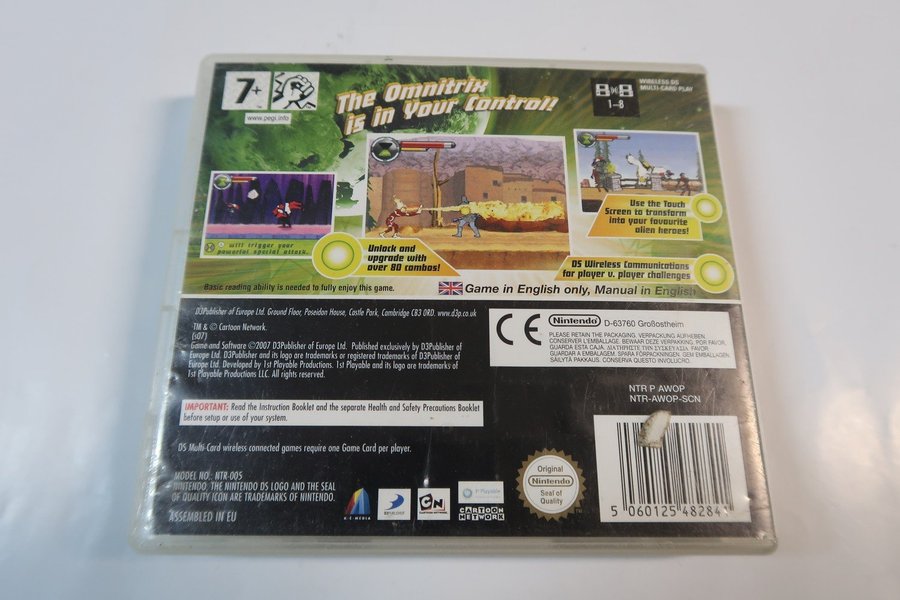 7+
www.pegi.info
The Omnitrix
is in Your Control!
1-8
WIRELESS DS
MULTI-CARD PLAY
will trigger your
powerful special attack.
Unlock and
upgrade with
over 80 combos!
Use the Touch
Screen to transform
into your favourite
alien heroes!
DS Wireless Communications
for player v. player challenges
Basic reading ability is needed to fully enjoy this game.
Game in English only, Manual in English
D3Publisher of Europe Ltd. Ground Floor, Poseidon House, Castle Park, Cambridge CB3 0RD. www.d3p.co.uk
TM & © Cartoon Network.
(s07)
Game and Software ©2007 D3Publisher of Europe Ltd. Published exclusively by D3Publisher of
Europe Ltd. D3Publisher and its logo are trademarks or registered trademarks of D3Publisher of
Europe Ltd. Developed by 1st Playable Productions. 1st Playable and its logo are trademarks of
1st Playable Productions LLC. All rights reserved.
CE
Nintendo D-63760 Großostheim
PLEASE RETAIN THE PACKAGING. VERPACKUNG AUFHEBEN.
CONSERVER L'EMBALLAGE. BEWAAR DEZE VERPAKKING. POR FAVOR,
GUARDA ESTA CAJA. ΔΙΑΤΗΡΗΣΤΕ ΤΗΝ ΣΥΣΚΕΥΑΣΙΑ. FAVOR
GUARDAR A EMBALAGEM. SPARA FÖRPACKNINGEN. GEM EMBALLAGEN.
SÄILYTÄ PAKKAUS. CONSERVA QUESTO INVOLUCRO.
NTR P AWOP
NTR-AWOP-SCN
IMPORTANT: Read the Instruction Booklet and the separate Health and Safety Precautions Booklet
before setup or use of your system.
DS Multi-Card wireless connected games require one Game Card per player.
MODEL NO.: NTR-005
NINTENDO, THE NINTENDO DS LOGO AND THE SEAL
OF QUALITY ICON ARE TRADEMARKS OF NINTENDO.
ASSEMBLED IN EU
D3PUBLISHER
CN
CARTOON NETWORK
1st Playable
CARTOON
NETWORK
Original
Nintendo
Seal of
Quality
5 060125 48284